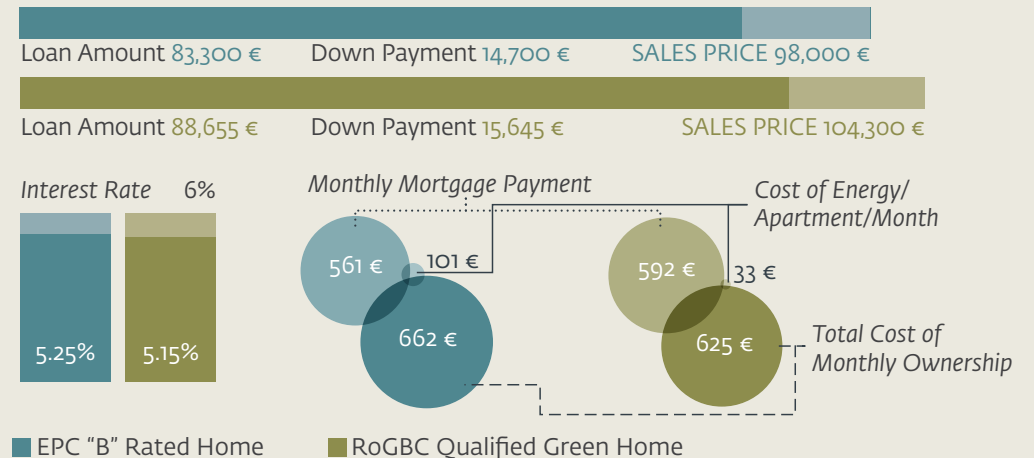 Loan Amount 83,300 € Down Payment 14,700 € SALES PRICE 98,000 €
Loan Amount 88,655 € Down Payment 15,645 € SALES PRICE 104,300 €
Interest Rate 6%
5.25%
5.15%
Monthly Mortgage Payment
Cost of Energy/
Apartment/Month
561 €
101 €
662 €
592 €
33 €
625 €
Total Cost of
Monthly Ownership
EPC "B" Rated Home
RoGBC Qualified Green Home